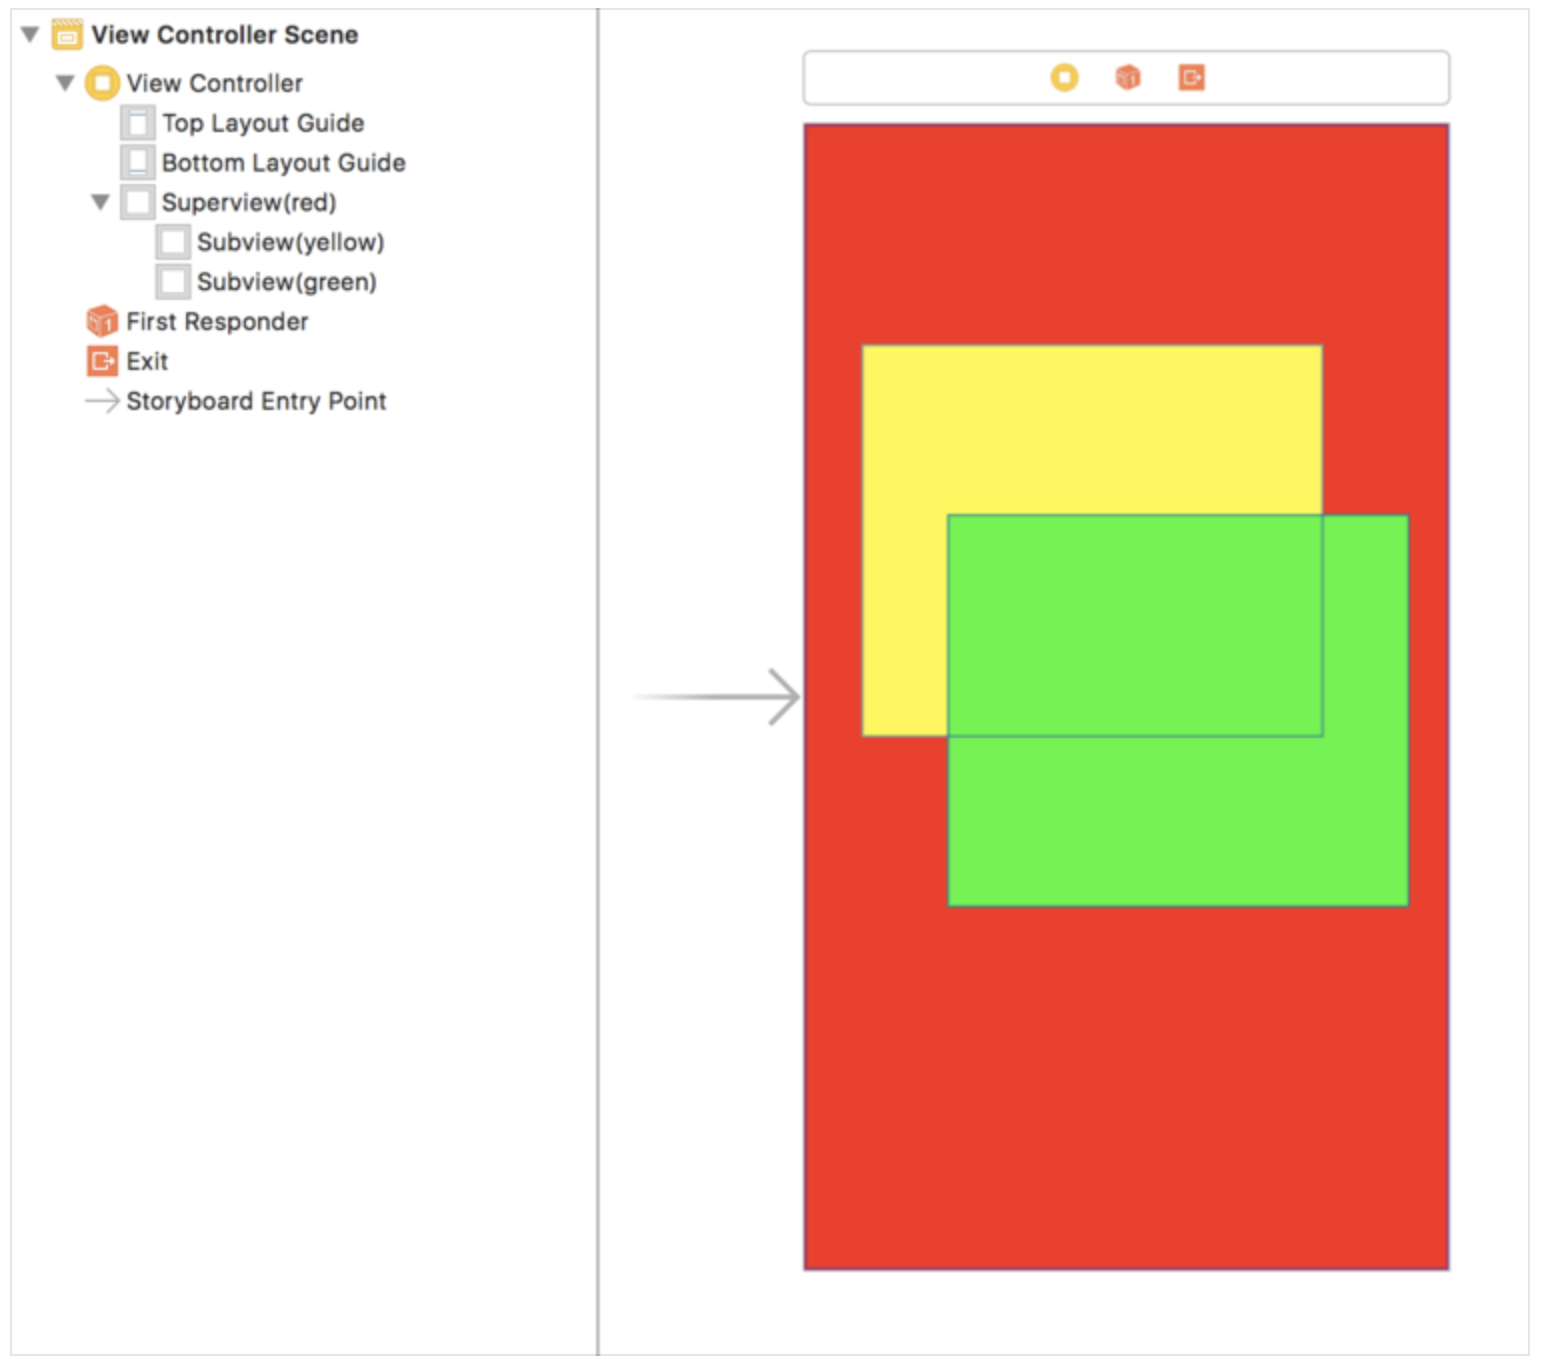 View Controller Scene
View Controller
Top Layout Guide
Bottom Layout Guide
Superview(red)
Subview(yellow)
Subview(green)
First Responder
Exit
Storyboard Entry Point